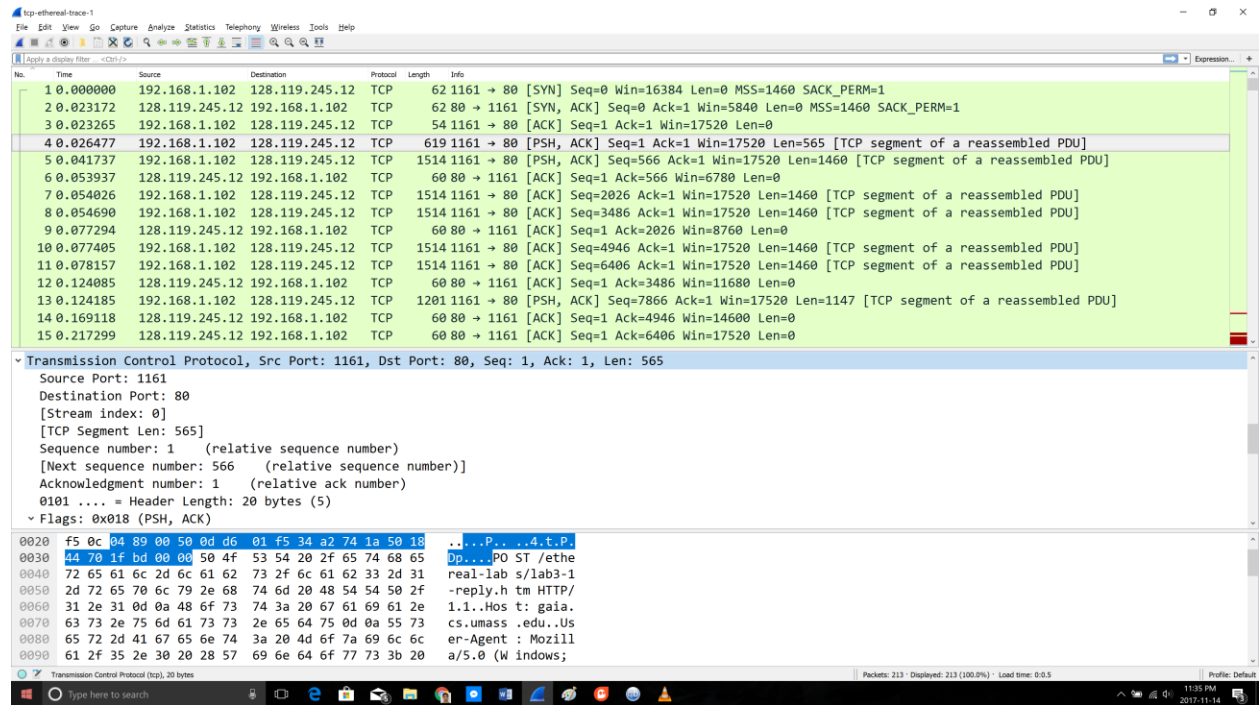 tcp-ethereal-trace-1
File Edit View Go Capture Analyze Statistics Telephony Wireless Tools Help
Apply a display filter ... <Ctrl-/>
Expression... +
No. Time Source Destination Protocol Length Info
1 0.000000 192.168.1.102 128.119.245.12 TCP 62 1161 → 80 [SYN] Seq=0 Win=16384 Len=0 MSS=1460 SACK_PERM=1
2 0.023172 128.119.245.12 192.168.1.102 TCP 62 80 → 1161 [SYN, ACK] Seq=0 Ack=1 Win=5840 Len=0 MSS=1460 SACK_PERM=1
3 0.023265 192.168.1.102 128.119.245.12 TCP 54 1161 → 80 [ACK] Seq=1 Ack=1 Win=17520 Len=0
4 0.026477 192.168.1.102 128.119.245.12 TCP 619 1161 → 80 [PSH, ACK] Seq=1 Ack=1 Win=17520 Len=565 [TCP segment of a reassembled PDU]
5 0.041737 192.168.1.102 128.119.245.12 TCP 1514 1161 → 80 [PSH, ACK] Seq=566 Ack=1 Win=17520 Len=1460 [TCP segment of a reassembled PDU]
6 0.053937 128.119.245.12 192.168.1.102 TCP 60 80 → 1161 [ACK] Seq=1 Ack=566 Win=6780 Len=0
7 0.054026 192.168.1.102 128.119.245.12 TCP 1514 1161 → 80 [ACK] Seq=2026 Ack=1 Win=17520 Len=1460 [TCP segment of a reassembled PDU]
8 0.054690 192.168.1.102 128.119.245.12 TCP 1514 1161 → 80 [ACK] Seq=3486 Ack=1 Win=17520 Len=1460 [TCP segment of a reassembled PDU]
9 0.077294 128.119.245.12 192.168.1.102 TCP 60 80 → 1161 [ACK] Seq=1 Ack=2026 Win=8760 Len=0
10 0.077405 192.168.1.102 128.119.245.12 TCP 1514 1161 → 80 [ACK] Seq=4946 Ack=1 Win=17520 Len=1460 [TCP segment of a reassembled PDU]
11 0.078157 192.168.1.102 128.119.245.12 TCP 1514 1161 → 80 [ACK] Seq=6406 Ack=1 Win=17520 Len=1460 [TCP segment of a reassembled PDU]
12 0.124085 128.119.245.12 192.168.1.102 TCP 60 80 → 1161 [ACK] Seq=1 Ack=3486 Win=11680 Len=0
13 0.124185 192.168.1.102 128.119.245.12 TCP 1201 1161 → 80 [PSH, ACK] Seq=7866 Ack=1 Win=17520 Len=1147 [TCP segment of a reassembled PDU]
14 0.169118 128.119.245.12 192.168.1.102 TCP 60 80 → 1161 [ACK] Seq=1 Ack=4946 Win=14600 Len=0
15 0.217299 128.119.245.12 192.168.1.102 TCP 60 80 → 1161 [ACK] Seq=1 Ack=6406 Win=17520 Len=0
Transmission Control Protocol, Src Port: 1161, Dst Port: 80, Seq: 1, Ack: 1, Len: 565
Source Port: 1161
Destination Port: 80
[Stream index: 0]
[TCP Segment Len: 565]
Sequence number: 1 (relative sequence number)
[Next sequence number: 566 (relative sequence number)]
Acknowledgment number: 1 (relative ack number)
0101 .... = Header Length: 20 bytes (5)
Flags: 0x018 (PSH, ACK)
0020 f5 0c 04 89 00 50 0d d6 01 f5 34 a2 74 1a 50 18 .....P.. ..4.t.P.
0030 44 70 1f bd 00 00 50 4f 53 54 20 2f 65 74 68 65 Dp....PO ST /ethe
0040 72 65 61 6c 2d 6c 61 62 73 2f 6c 61 62 33 2d 31 real-lab s/lab3-1
0050 2d 72 65 70 6c 79 2e 68 74 6d 20 48 54 54 50 2f -reply.h tm HTTP/
0060 31 2e 31 0d 0a 48 6f 73 74 3a 20 67 61 69 61 2e 1.1..Hos t: gaia.
0070 63 73 2e 75 6d 61 73 73 2e 65 64 75 0d 0a 55 73 cs.umass .edu..Us
0080 65 72 2d 41 67 65 6e 74 3a 20 4d 6f 7a 69 6c 6c er-Agent : Mozill
0090 61 2f 35 2e 30 20 28 57 69 6e 64 6f 77 73 3b 20 a/5.0 (W indows;
Transmission Control Protocol (tcp), 20 bytes
Packets: 213 · Displayed: 213 (100.0%) · Load time: 0:0.5
Profile: Default
Type here to search
11:35 PM
2017-11-14